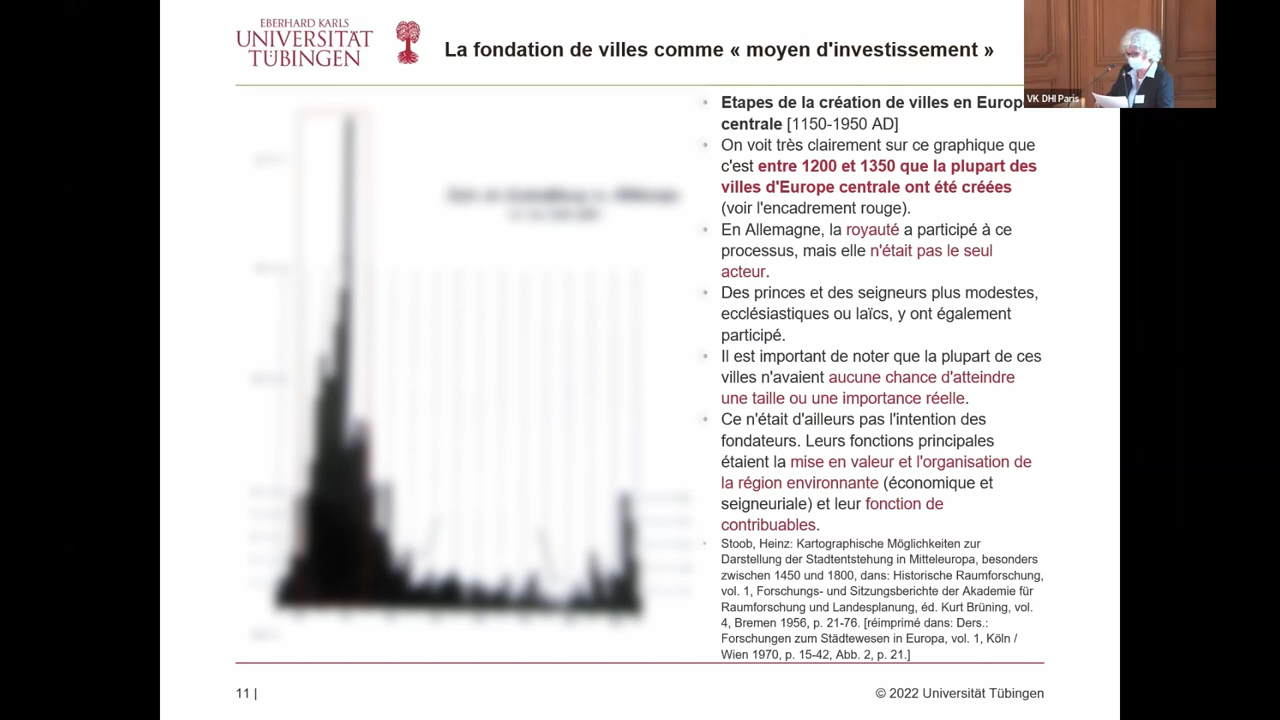 EBERHARD KARLS
UNIVERSITÄT
TÜBINGEN
La fondation de villes comme « moyen d'investissement »
VK DHI Paris
Etapes de la création de villes en Europe
centrale [1150-1950 AD]
On voit très clairement sur ce graphique que
c'est entre 1200 et 1350 que la plupart des
villes d'Europe centrale ont été créées
(voir l'encadrement rouge).
En Allemagne, la royauté a participé à ce
processus, mais elle n'était pas le seul
acteur.
Des princes et des seigneurs plus modestes,
ecclésiastiques ou laïcs, y ont également
participé.
Il est important de noter que la plupart de ces
villes n'avaient aucune chance d'atteindre
une taille ou une importance réelle.
Ce n'était d'ailleurs pas l'intention des
fondateurs. Leurs fonctions principales
étaient la mise en valeur et l'organisation de
la région environnante (économique et
seigneuriale) et leur fonction de
contribuables.
Stoob, Heinz: Kartographische Möglichkeiten zur
Darstellung der Stadtentstehung in Mitteleuropa, besonders
zwischen 1450 und 1800, dans: Historische Raumforschung,
vol. 1, Forschungs- und Sitzungsberichte der Akademie für
Raumforschung und Landesplanung, éd. Kurt Brüning, vol.
4, Bremen 1956, p. 21-76. [réimprimé dans: Ders.:
Forschungen zum Städtewesen in Europa, vol. 1, Köln /
Wien 1970, p. 15-42, Abb. 2, p. 21.]
11 |
© 2022 Universität Tübingen